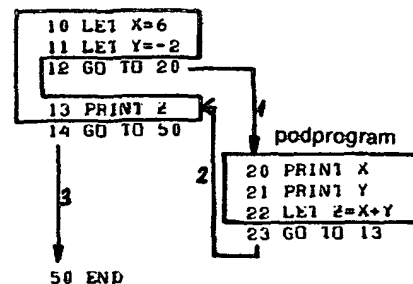 10 LET X=6
11 LET Y=-2
12 GO TO 20
13 PRINT Z
14 GO TO 50
1
podprogram
2
20 PRINT X
21 PRINT Y
22 LET Z=X+Y
23 GO TO 13
3
50 END